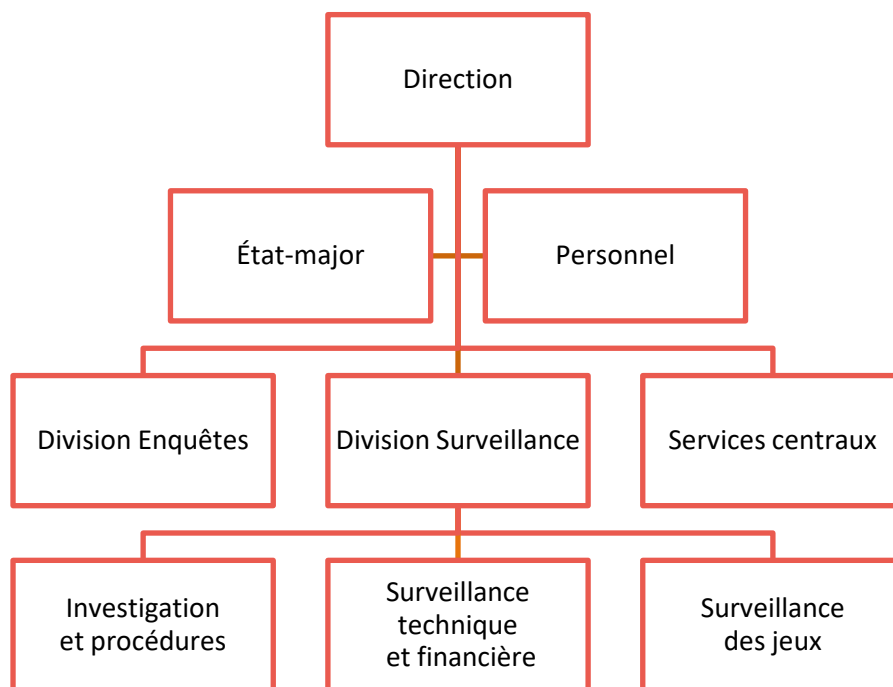 Direction
État-major
Personnel
Division Enquêtes
Division Surveillance
Services centraux
Investigation
et procédures
Surveillance
technique
et financière
Surveillance
des jeux